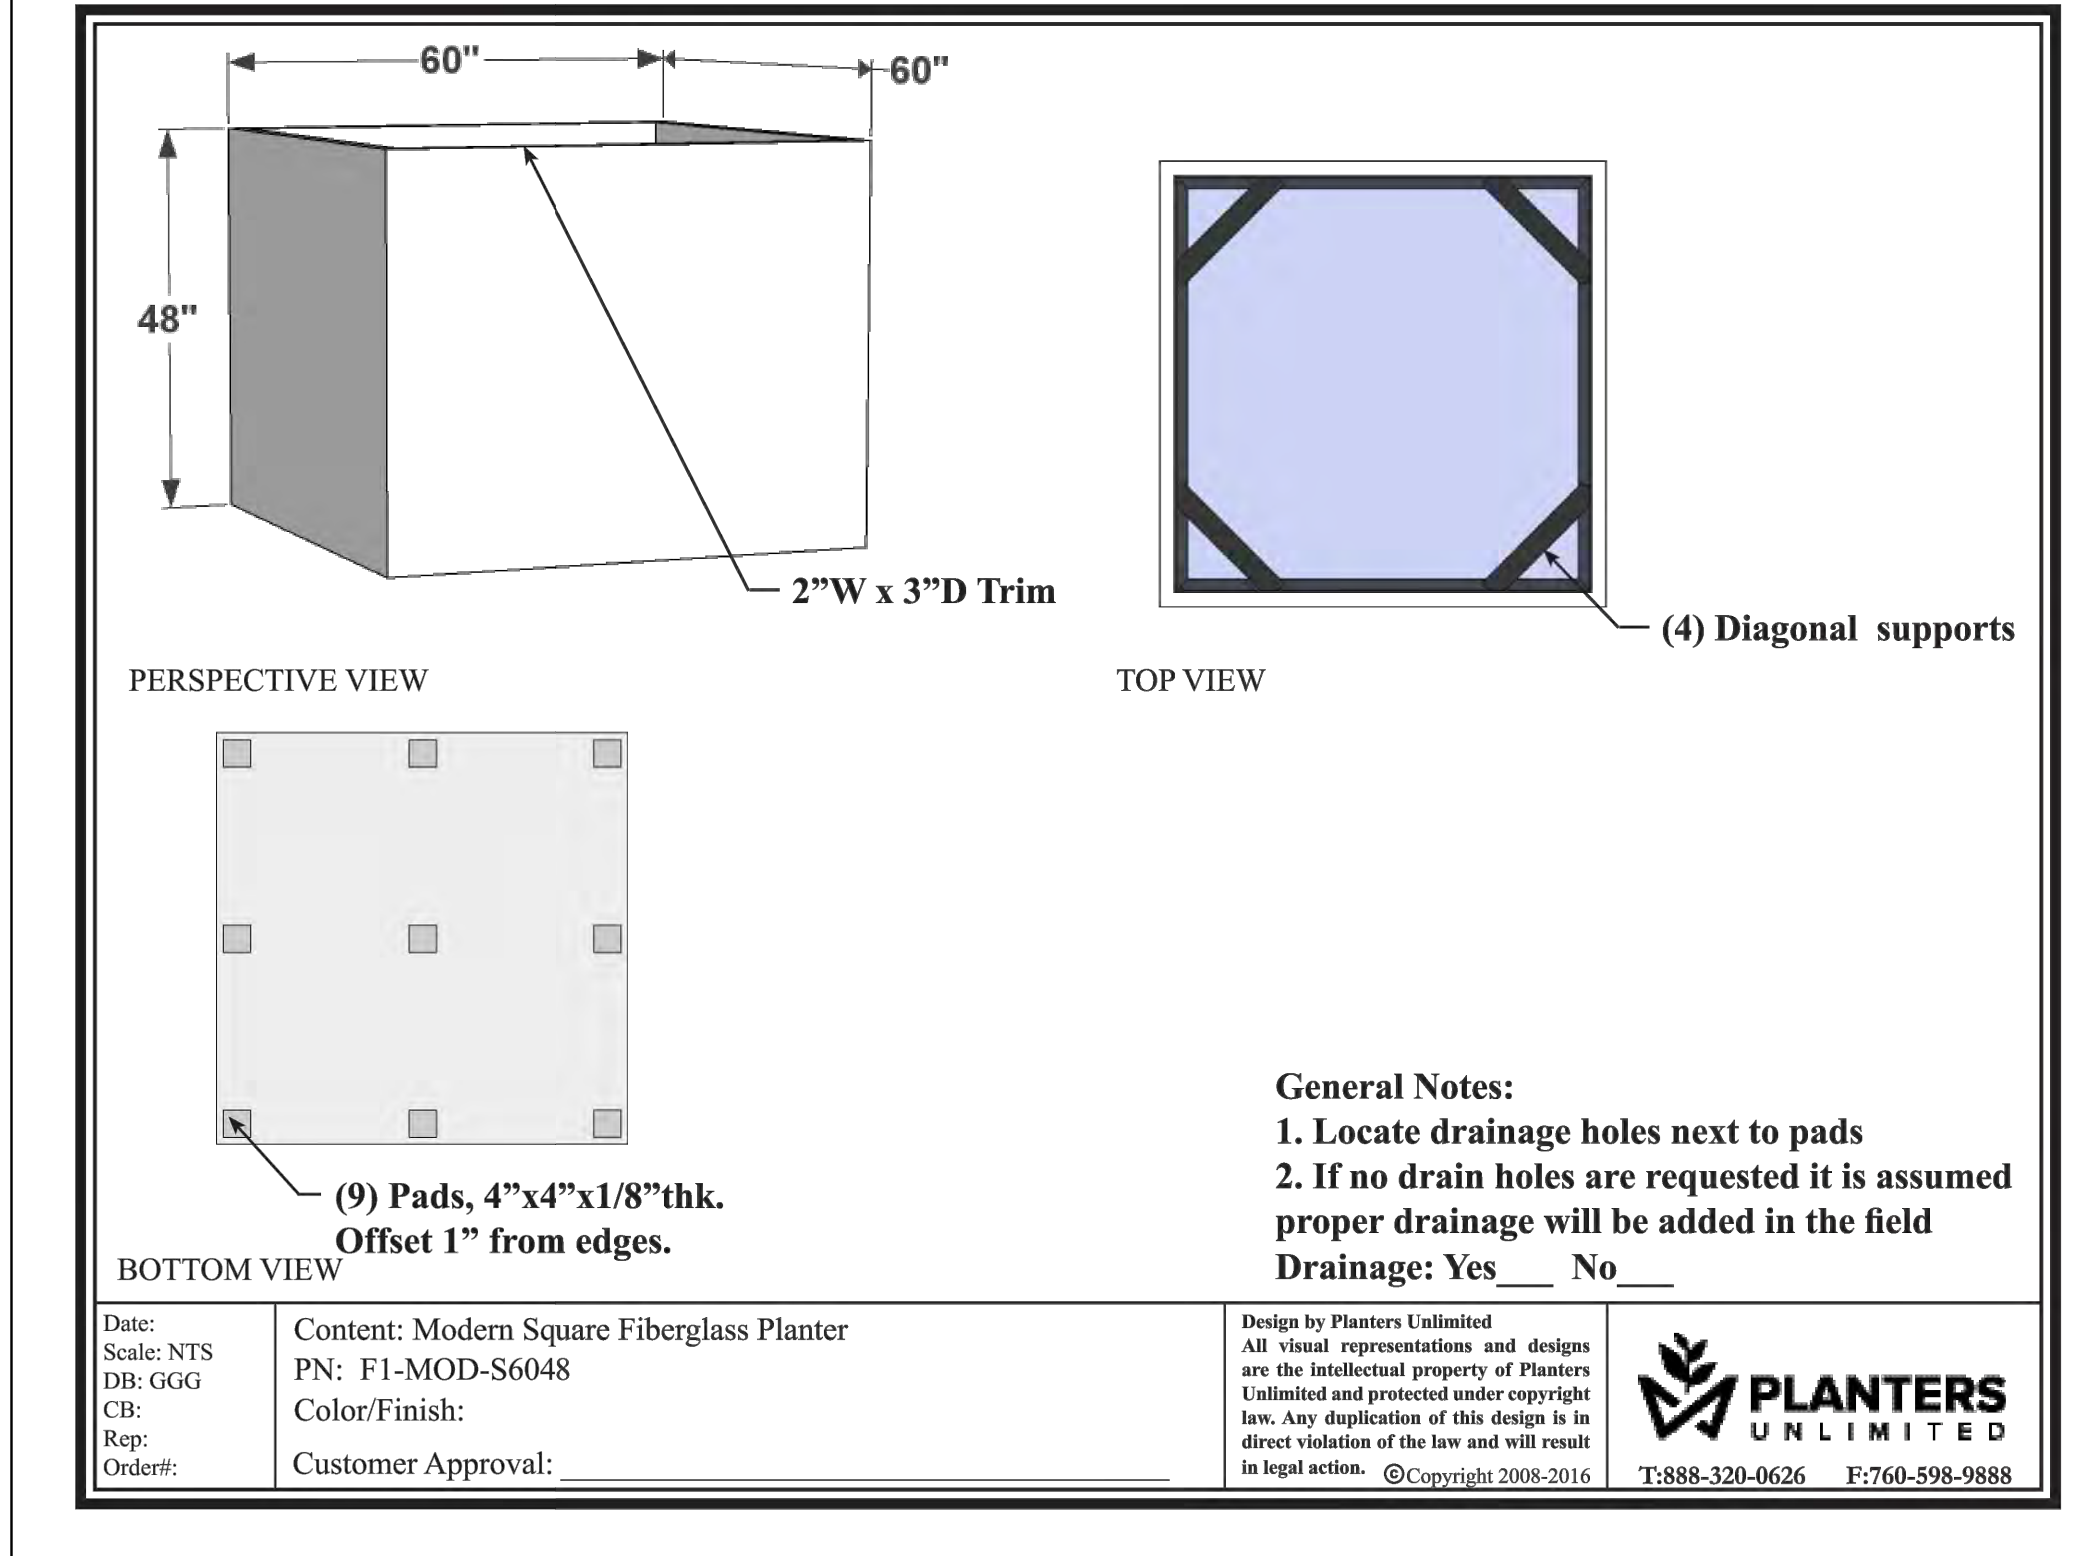 60"
60"
48"
2”W x 3”D Trim
(4) Diagonal supports
PERSPECTIVE VIEW
TOP VIEW
(9) Pads, 4”x4”x1/8”thk.
Offset 1” from edges.
BOTTOM VIEW
General Notes:
1. Locate drainage holes next to pads
2. If no drain holes are requested it is assumed
proper drainage will be added in the field
Drainage: Yes___ No___
Date:
Scale: NTS
DB: GGG
CB:
Rep:
Order#:
Content: Modern Square Fiberglass Planter
PN: F1-MOD-S6048
Color/Finish:
Customer Approval:
Design by Planters Unlimited
All visual representations and designs
are the intellectual property of Planters
Unlimited and protected under copyright
law. Any duplication of this design is in
direct violation of the law and will result
in legal action. ©Copyright 2008-2016
PLANTERS
UNLIMITED
T:888-320-0626 F:760-598-9888